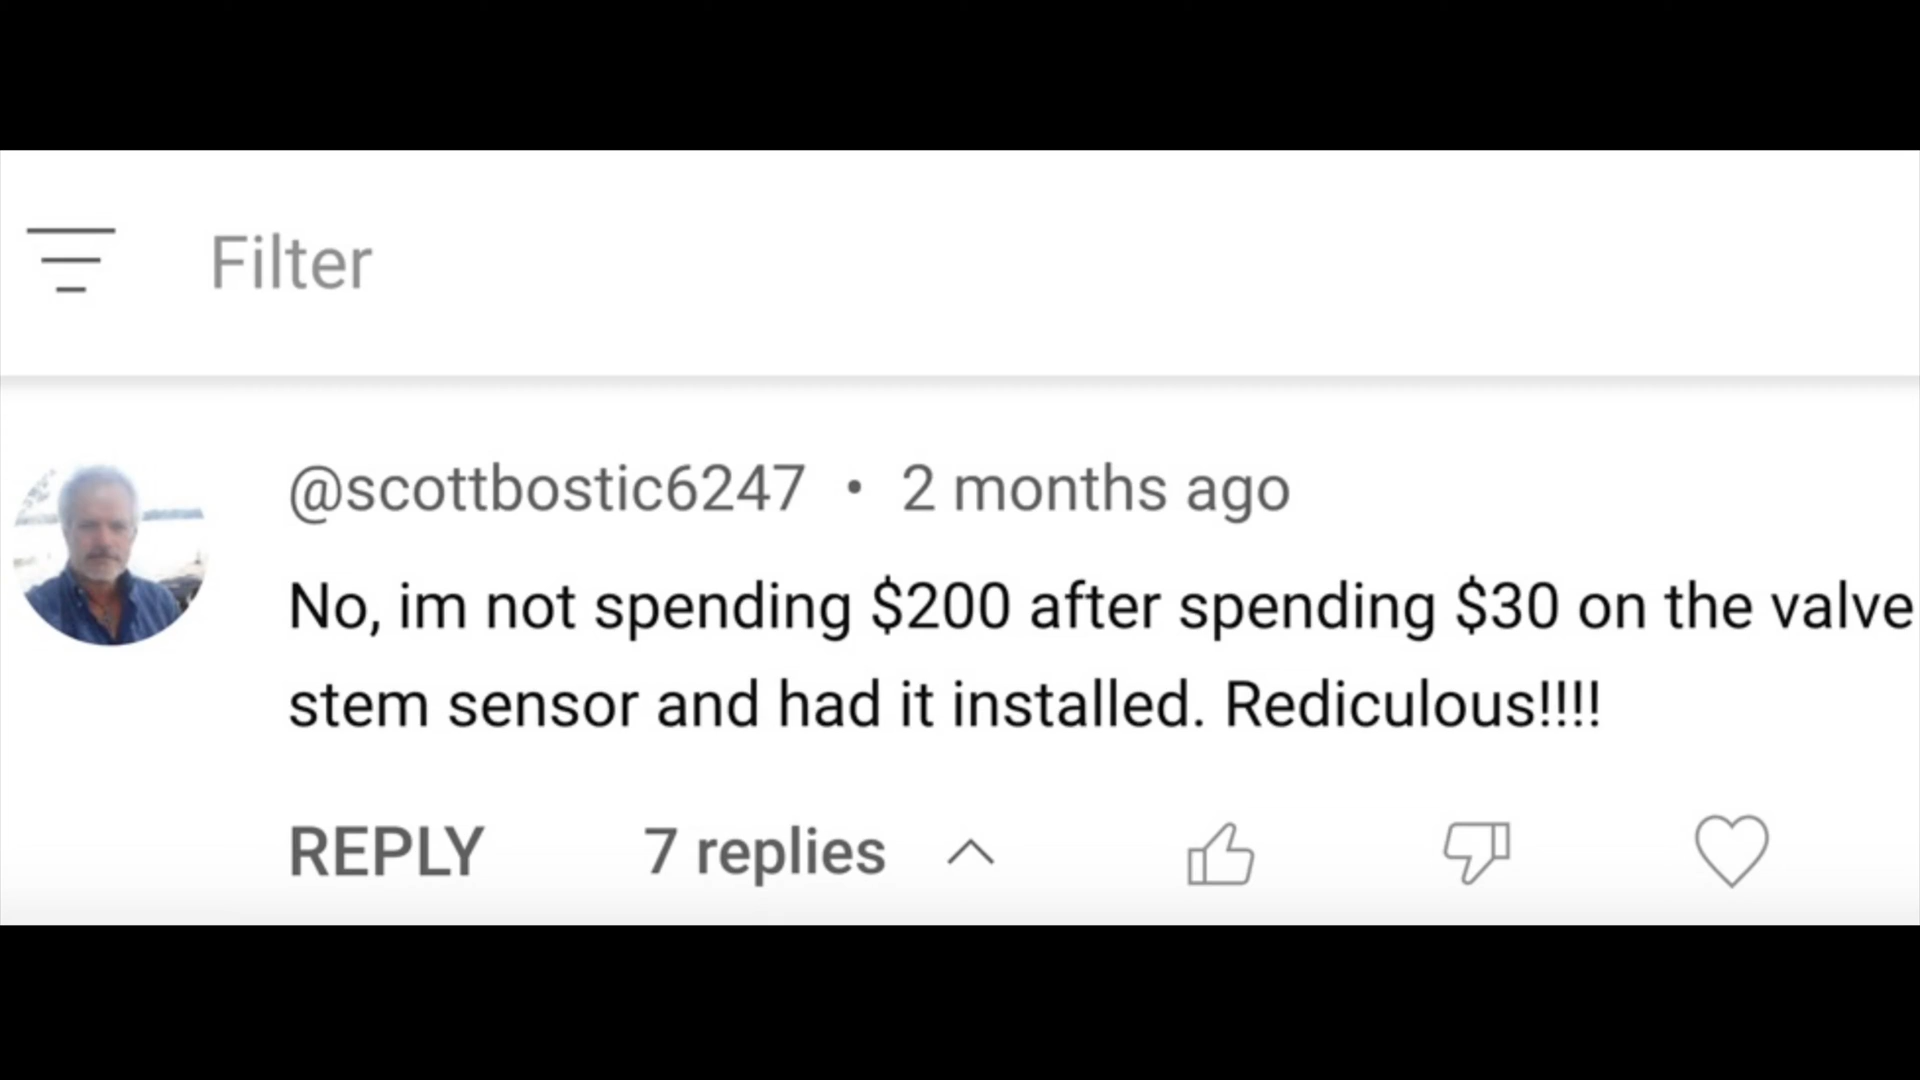 Filter
@scottbostic6247 • 2 months ago
No, im not spending $200 after spending $30 on the valve
stem sensor and had it installed. Rediculous!!!!
REPLY 7 replies